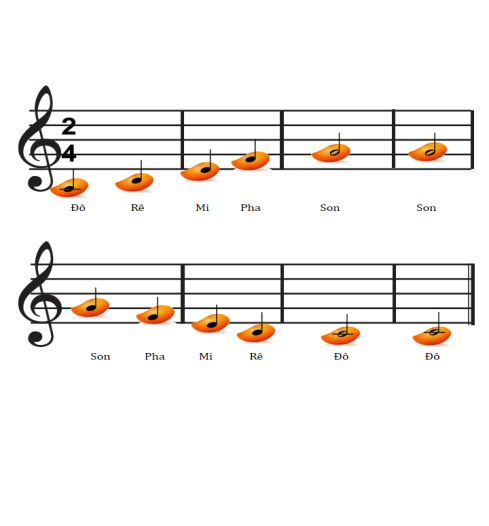 2
4
Đô Rê Mi Pha Son Son
Son Pha Mi Rê Đô Đô